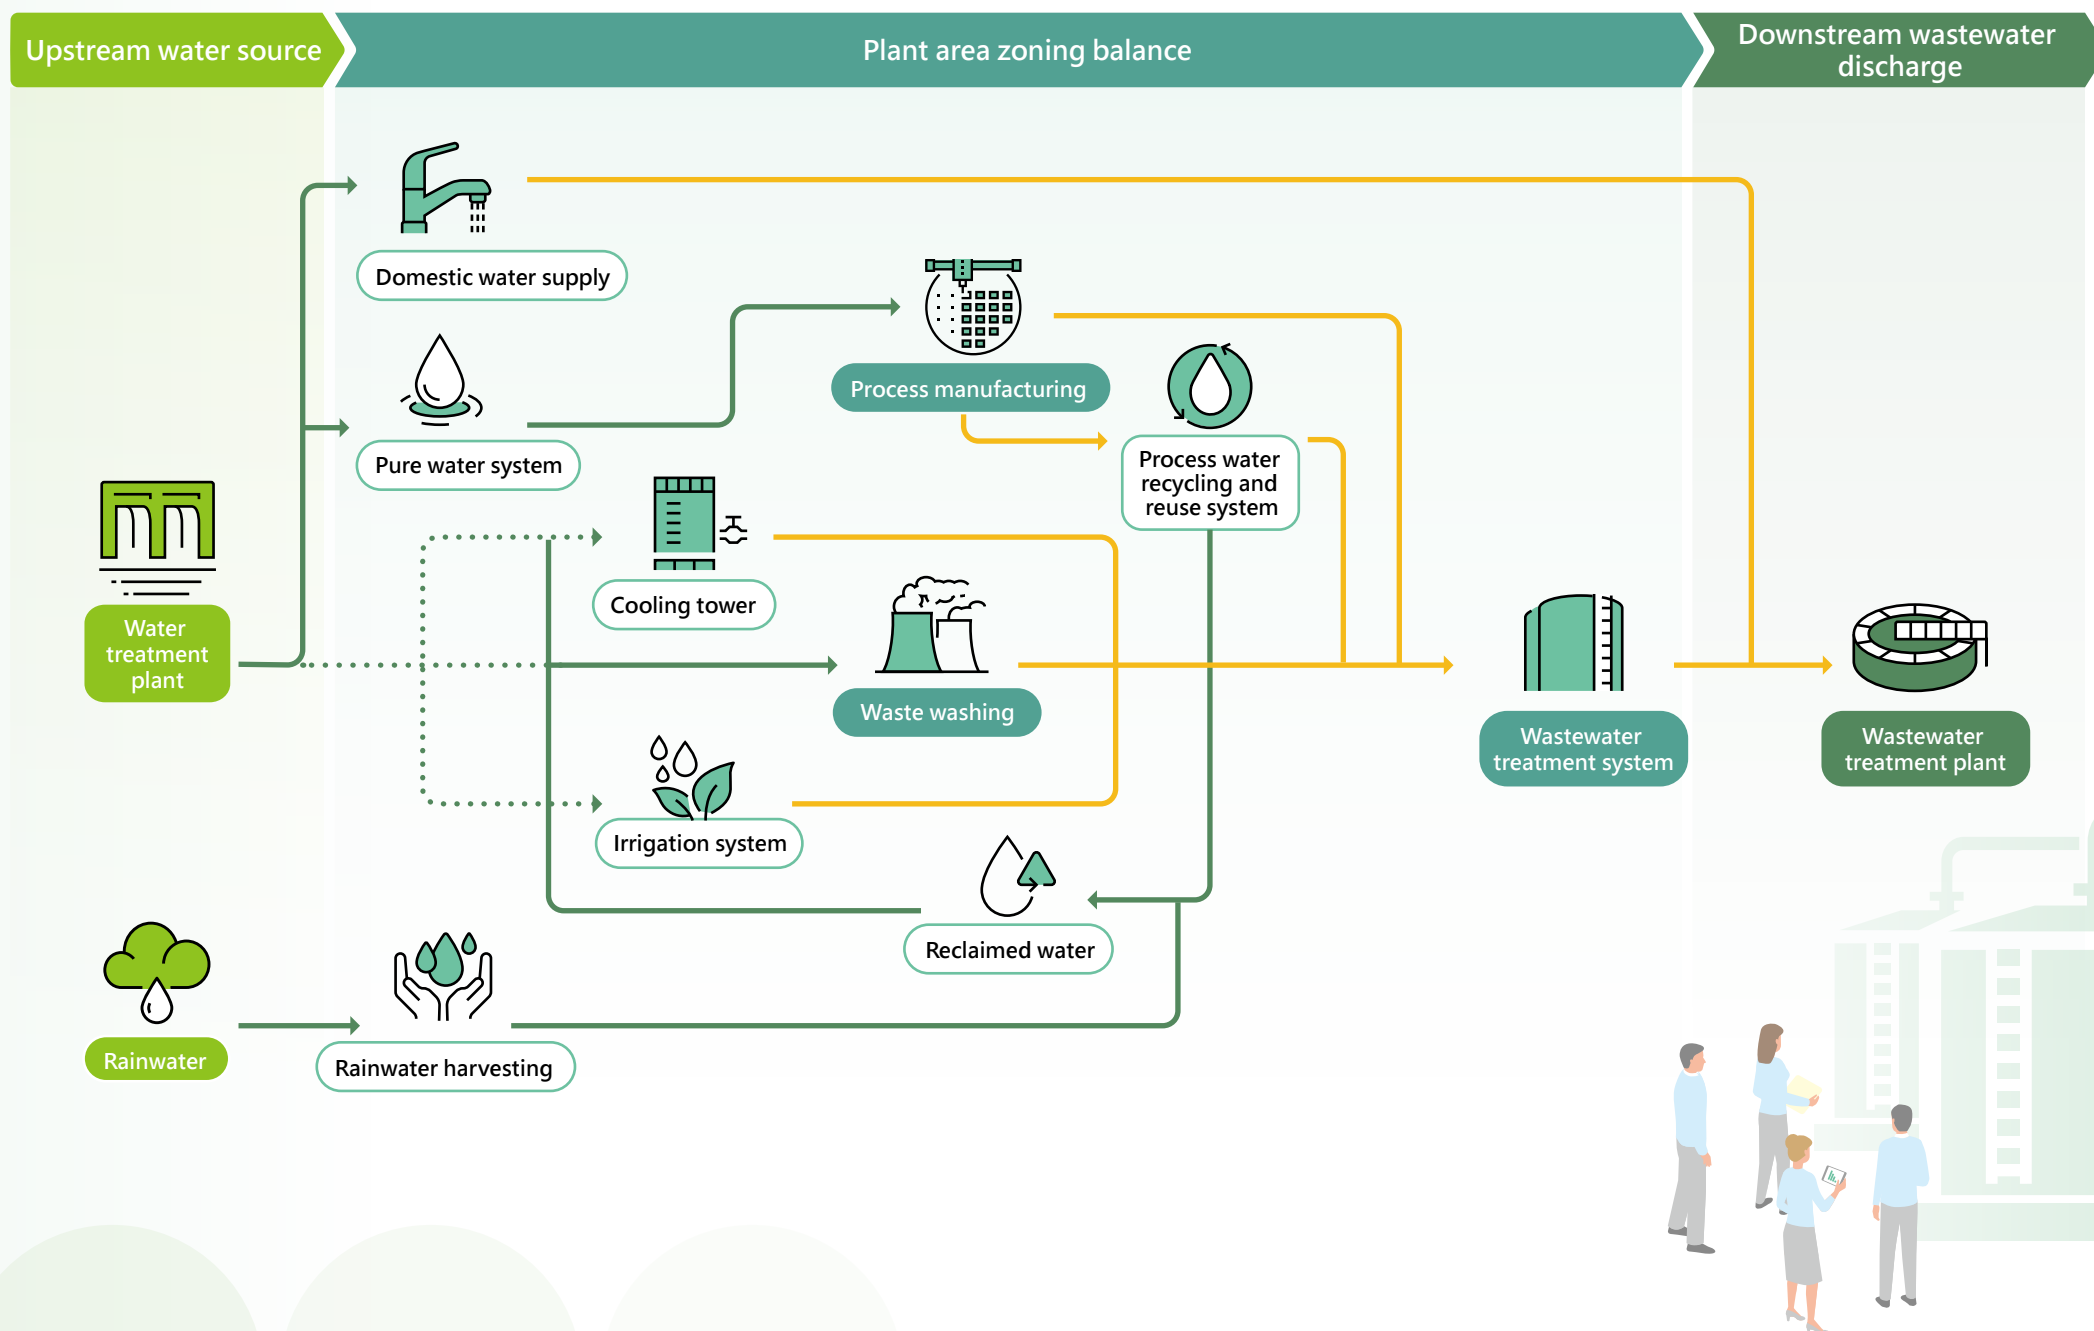 Upstream water source
Plant area zoning balance
Downstream wastewater
discharge
Domestic water supply
Process manufacturing
Pure water system
Process water
recycling and
reuse system
Cooling tower
Water
treatment
plant
Waste washing
Wastewater
treatment system
Wastewater
treatment plant
Irrigation system
Reclaimed water
Rainwater
Rainwater harvesting